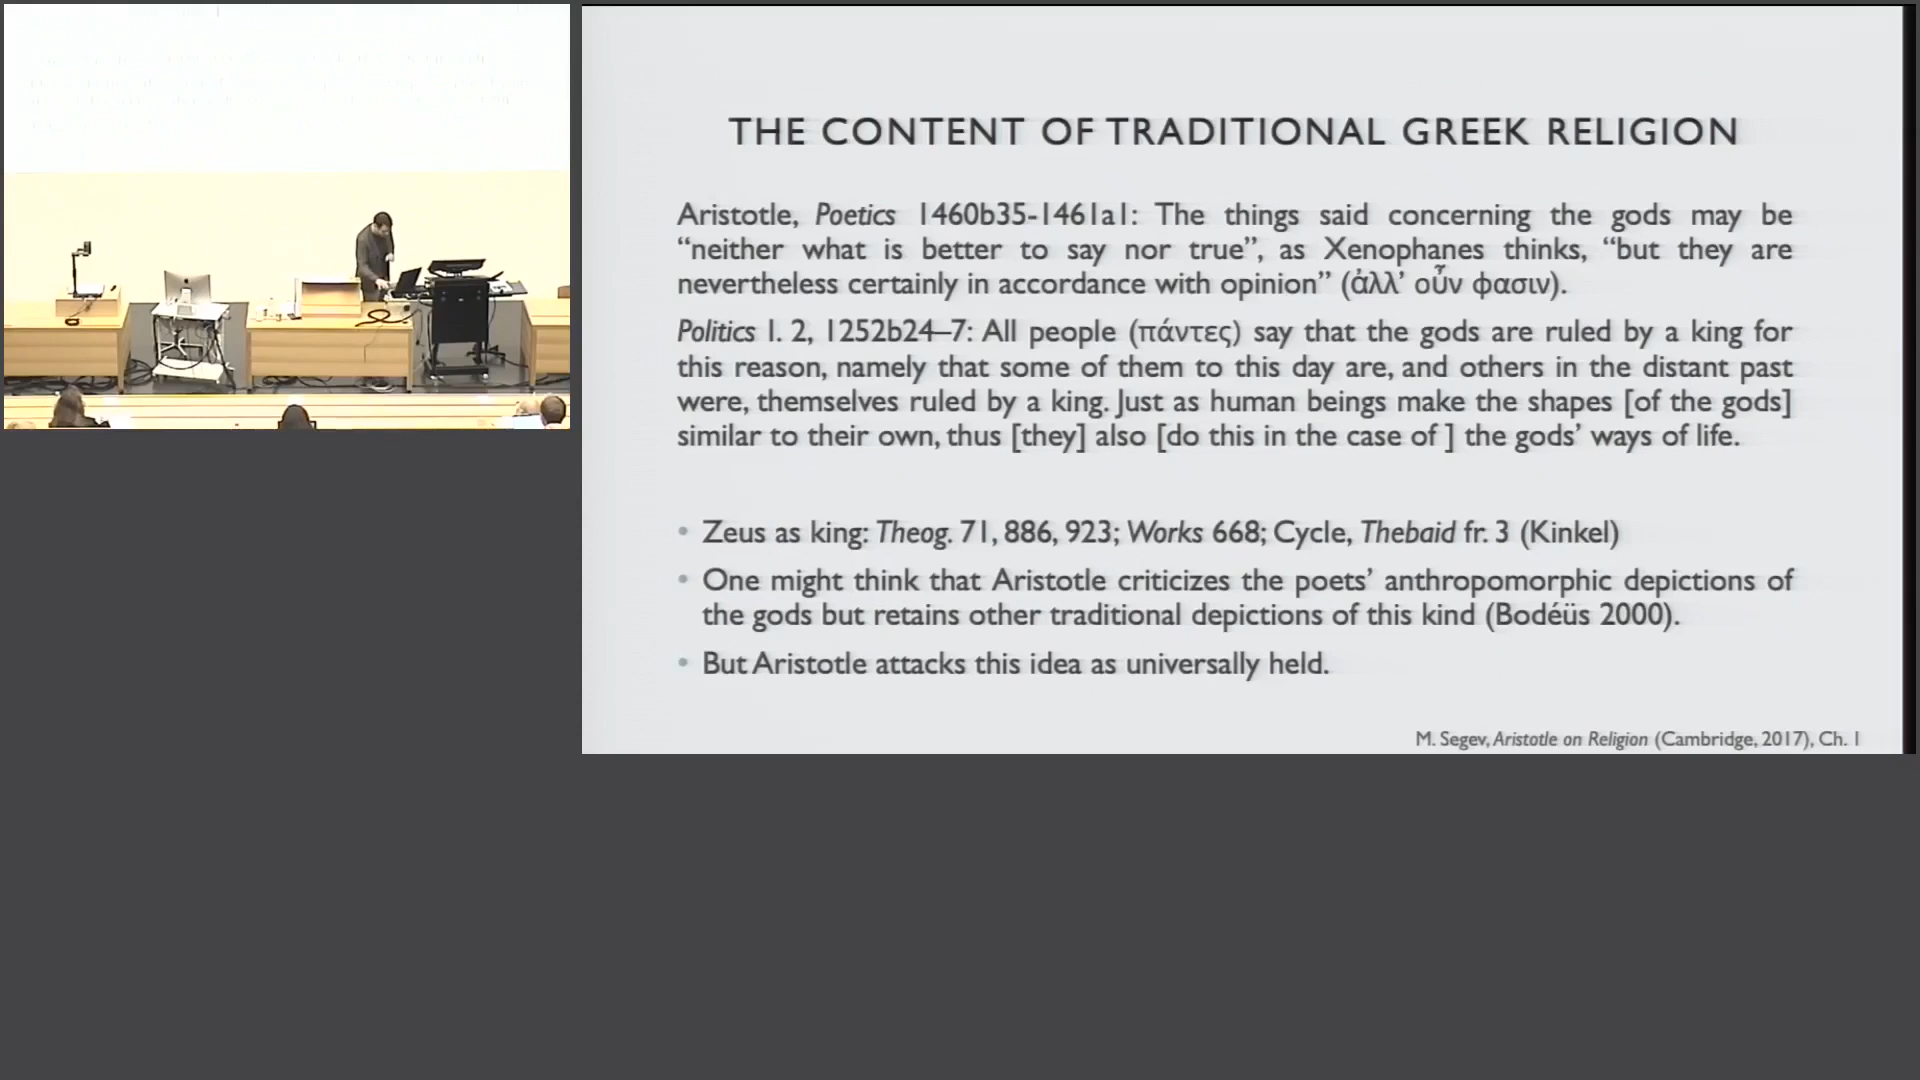 THE CONTENT OF TRADITIONAL GREEK RELIGION
Aristotle, Poetics 1460b35-1461a1: The things said concerning the gods may be
“neither what is better to say nor true”, as Xenophanes thinks, “but they are
nevertheless certainly in accordance with opinion” (ἀλλ’ οὖν φασιν).
Politics I. 2, 1252b24–7: All people (πάντες) say that the gods are ruled by a king for
this reason, namely that some of them to this day are, and others in the distant past
were, themselves ruled by a king. Just as human beings make the shapes [of the gods]
similar to their own, thus [they] also [do this in the case of ] the gods’ ways of life.
• Zeus as king: Theog. 71, 886, 923; Works 668; Cycle, Thebaid fr. 3 (Kinkel)
• One might think that Aristotle criticizes the poets’ anthropomorphic depictions of
the gods but retains other traditional depictions of this kind (Bodéüs 2000).
• But Aristotle attacks this idea as universally held.
M. Segev, Aristotle on Religion (Cambridge, 2017), Ch. 1